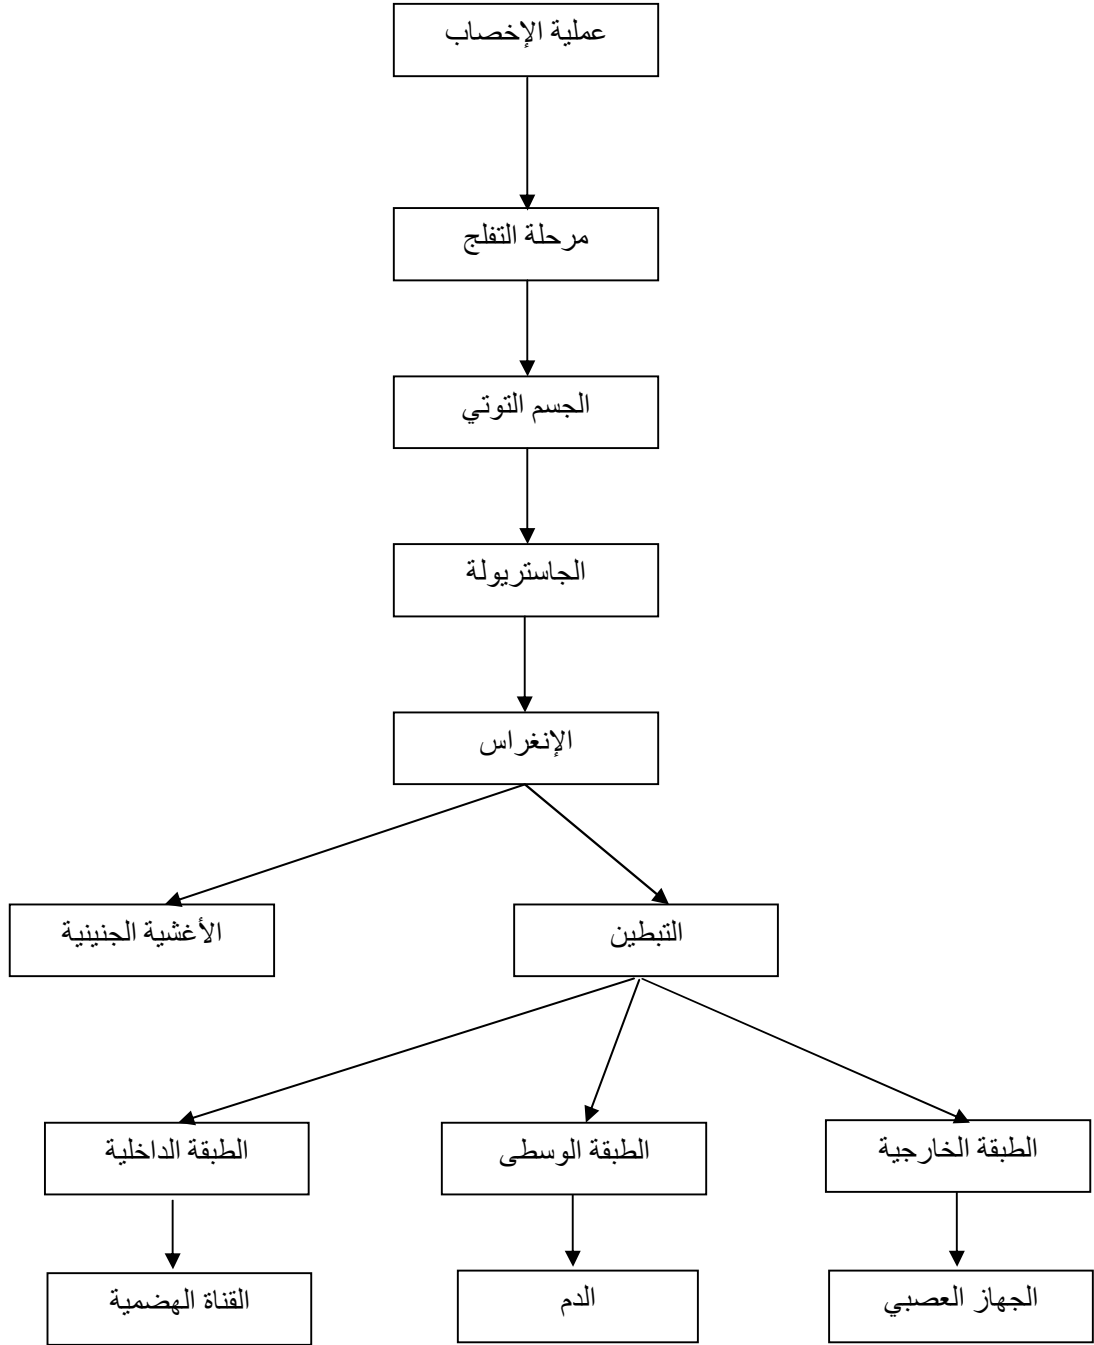 عملية الإخصاب
مرحلة التفلج
الجسم التوتي
الجاستريولة
الإنغراس
التبطين
الأغشية الجنينية
الطبقة الخارجية
الطبقة الوسطى
الطبقة الداخلية
الجهاز العصبي
الدم
القناة الهضمية